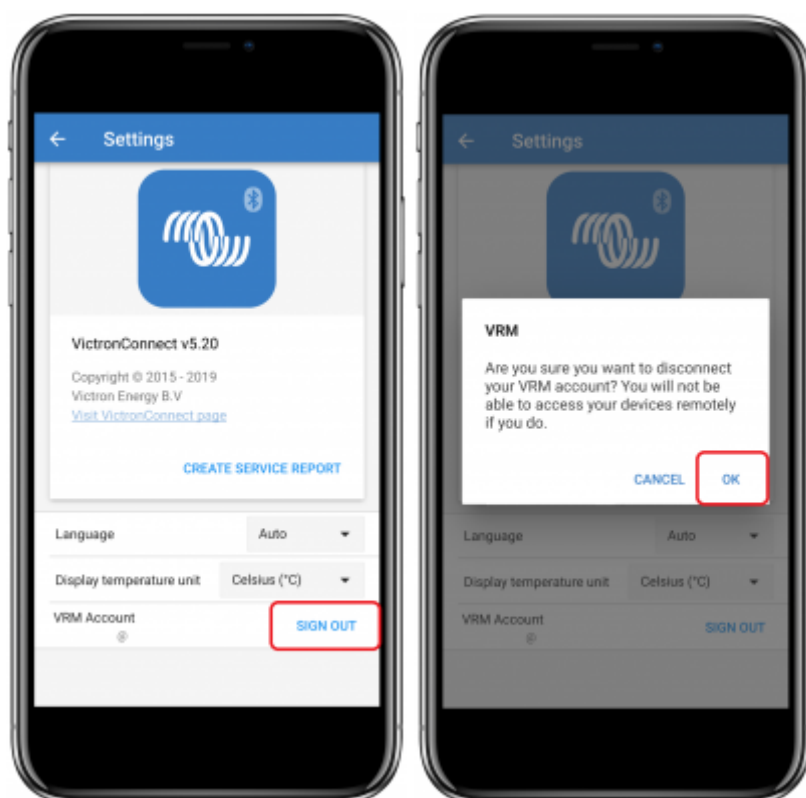 Settings
VictronConnect v5.20
Copyright © 2015 - 2019
Victron Energy B.V
Visit VictronConnect page
CREATE SERVICE REPORT
Language Auto
Display temperature unit Celsius (°C)
VRM Account SIGN OUT
@
Settings
VRM
Are you sure you want to disconnect
your VRM account? You will not be
able to access your devices remotely
if you do.
CANCEL OK
Language Auto
Display temperature unit Celsius (°C)
VRM Account SIGN OUT
@